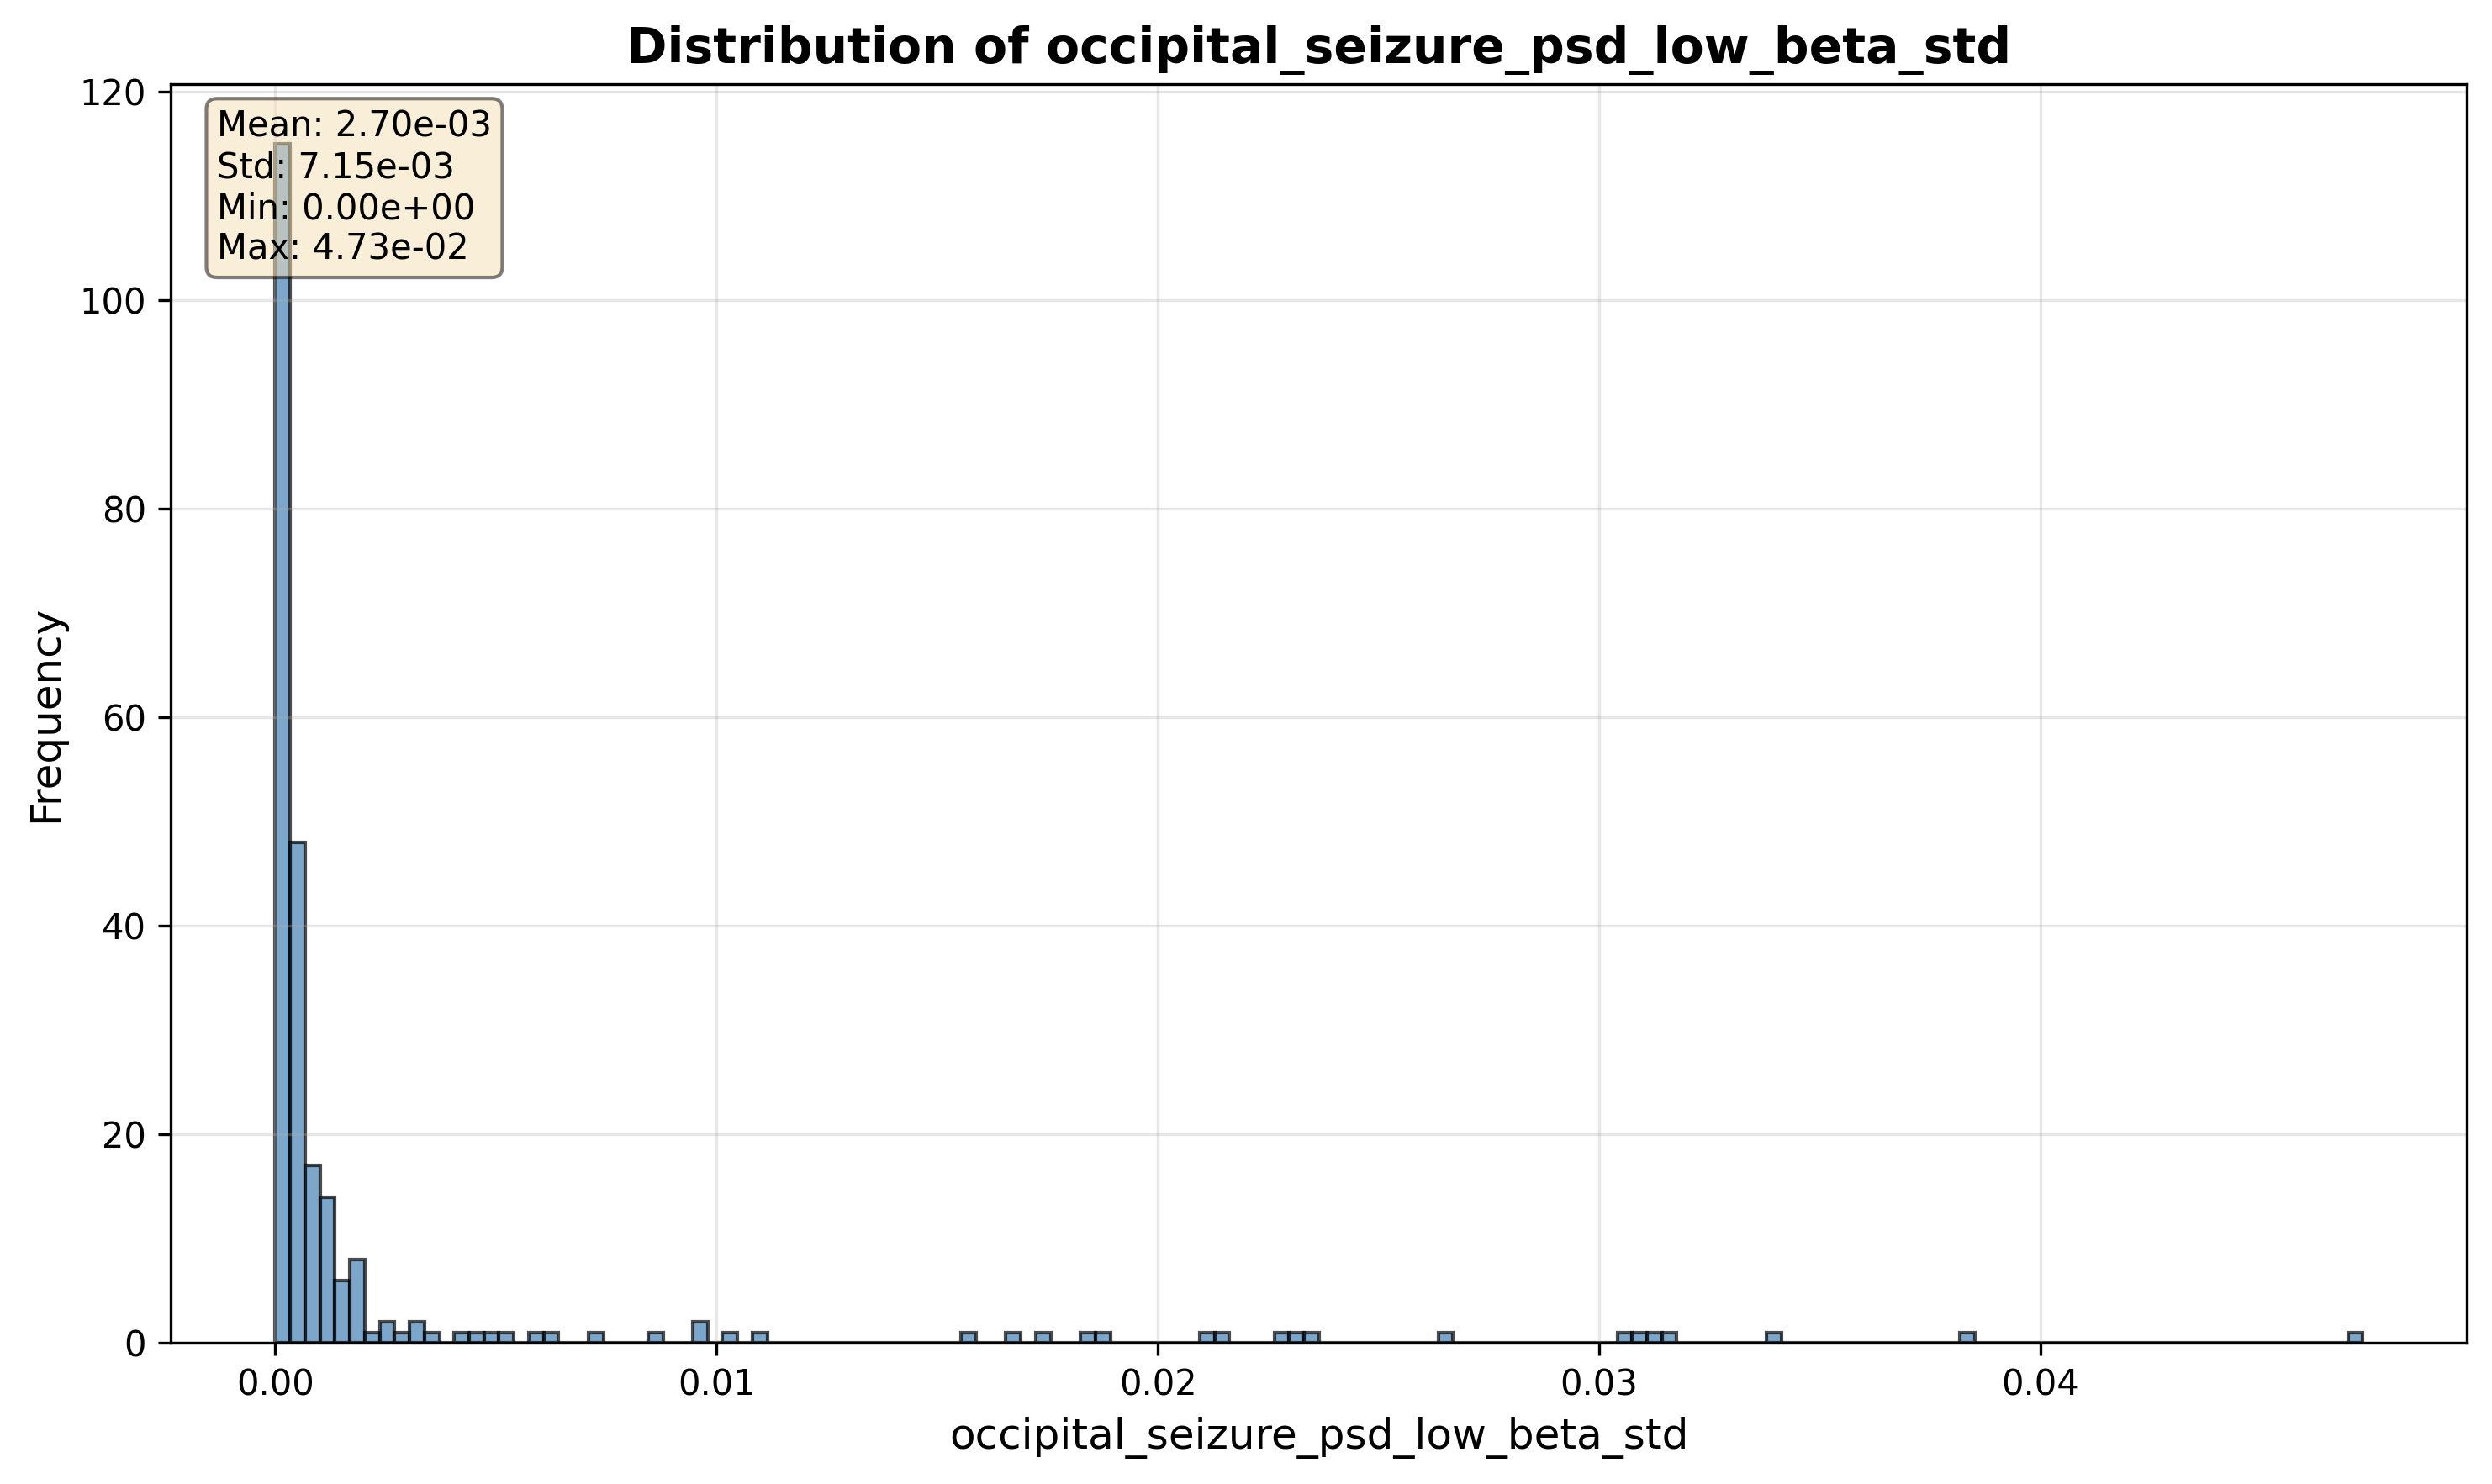 Distribution of occipital_seizure_psd_low_beta_std
120
Mean: 2.70e-03
Std: 7.15e-03
Min: 0.00e+00
Max: 4.73e-02
100
80
60
40
20
0
Frequency
0.00 0.01 0.02 0.03 0.04
occipital_seizure_psd_low_beta_std